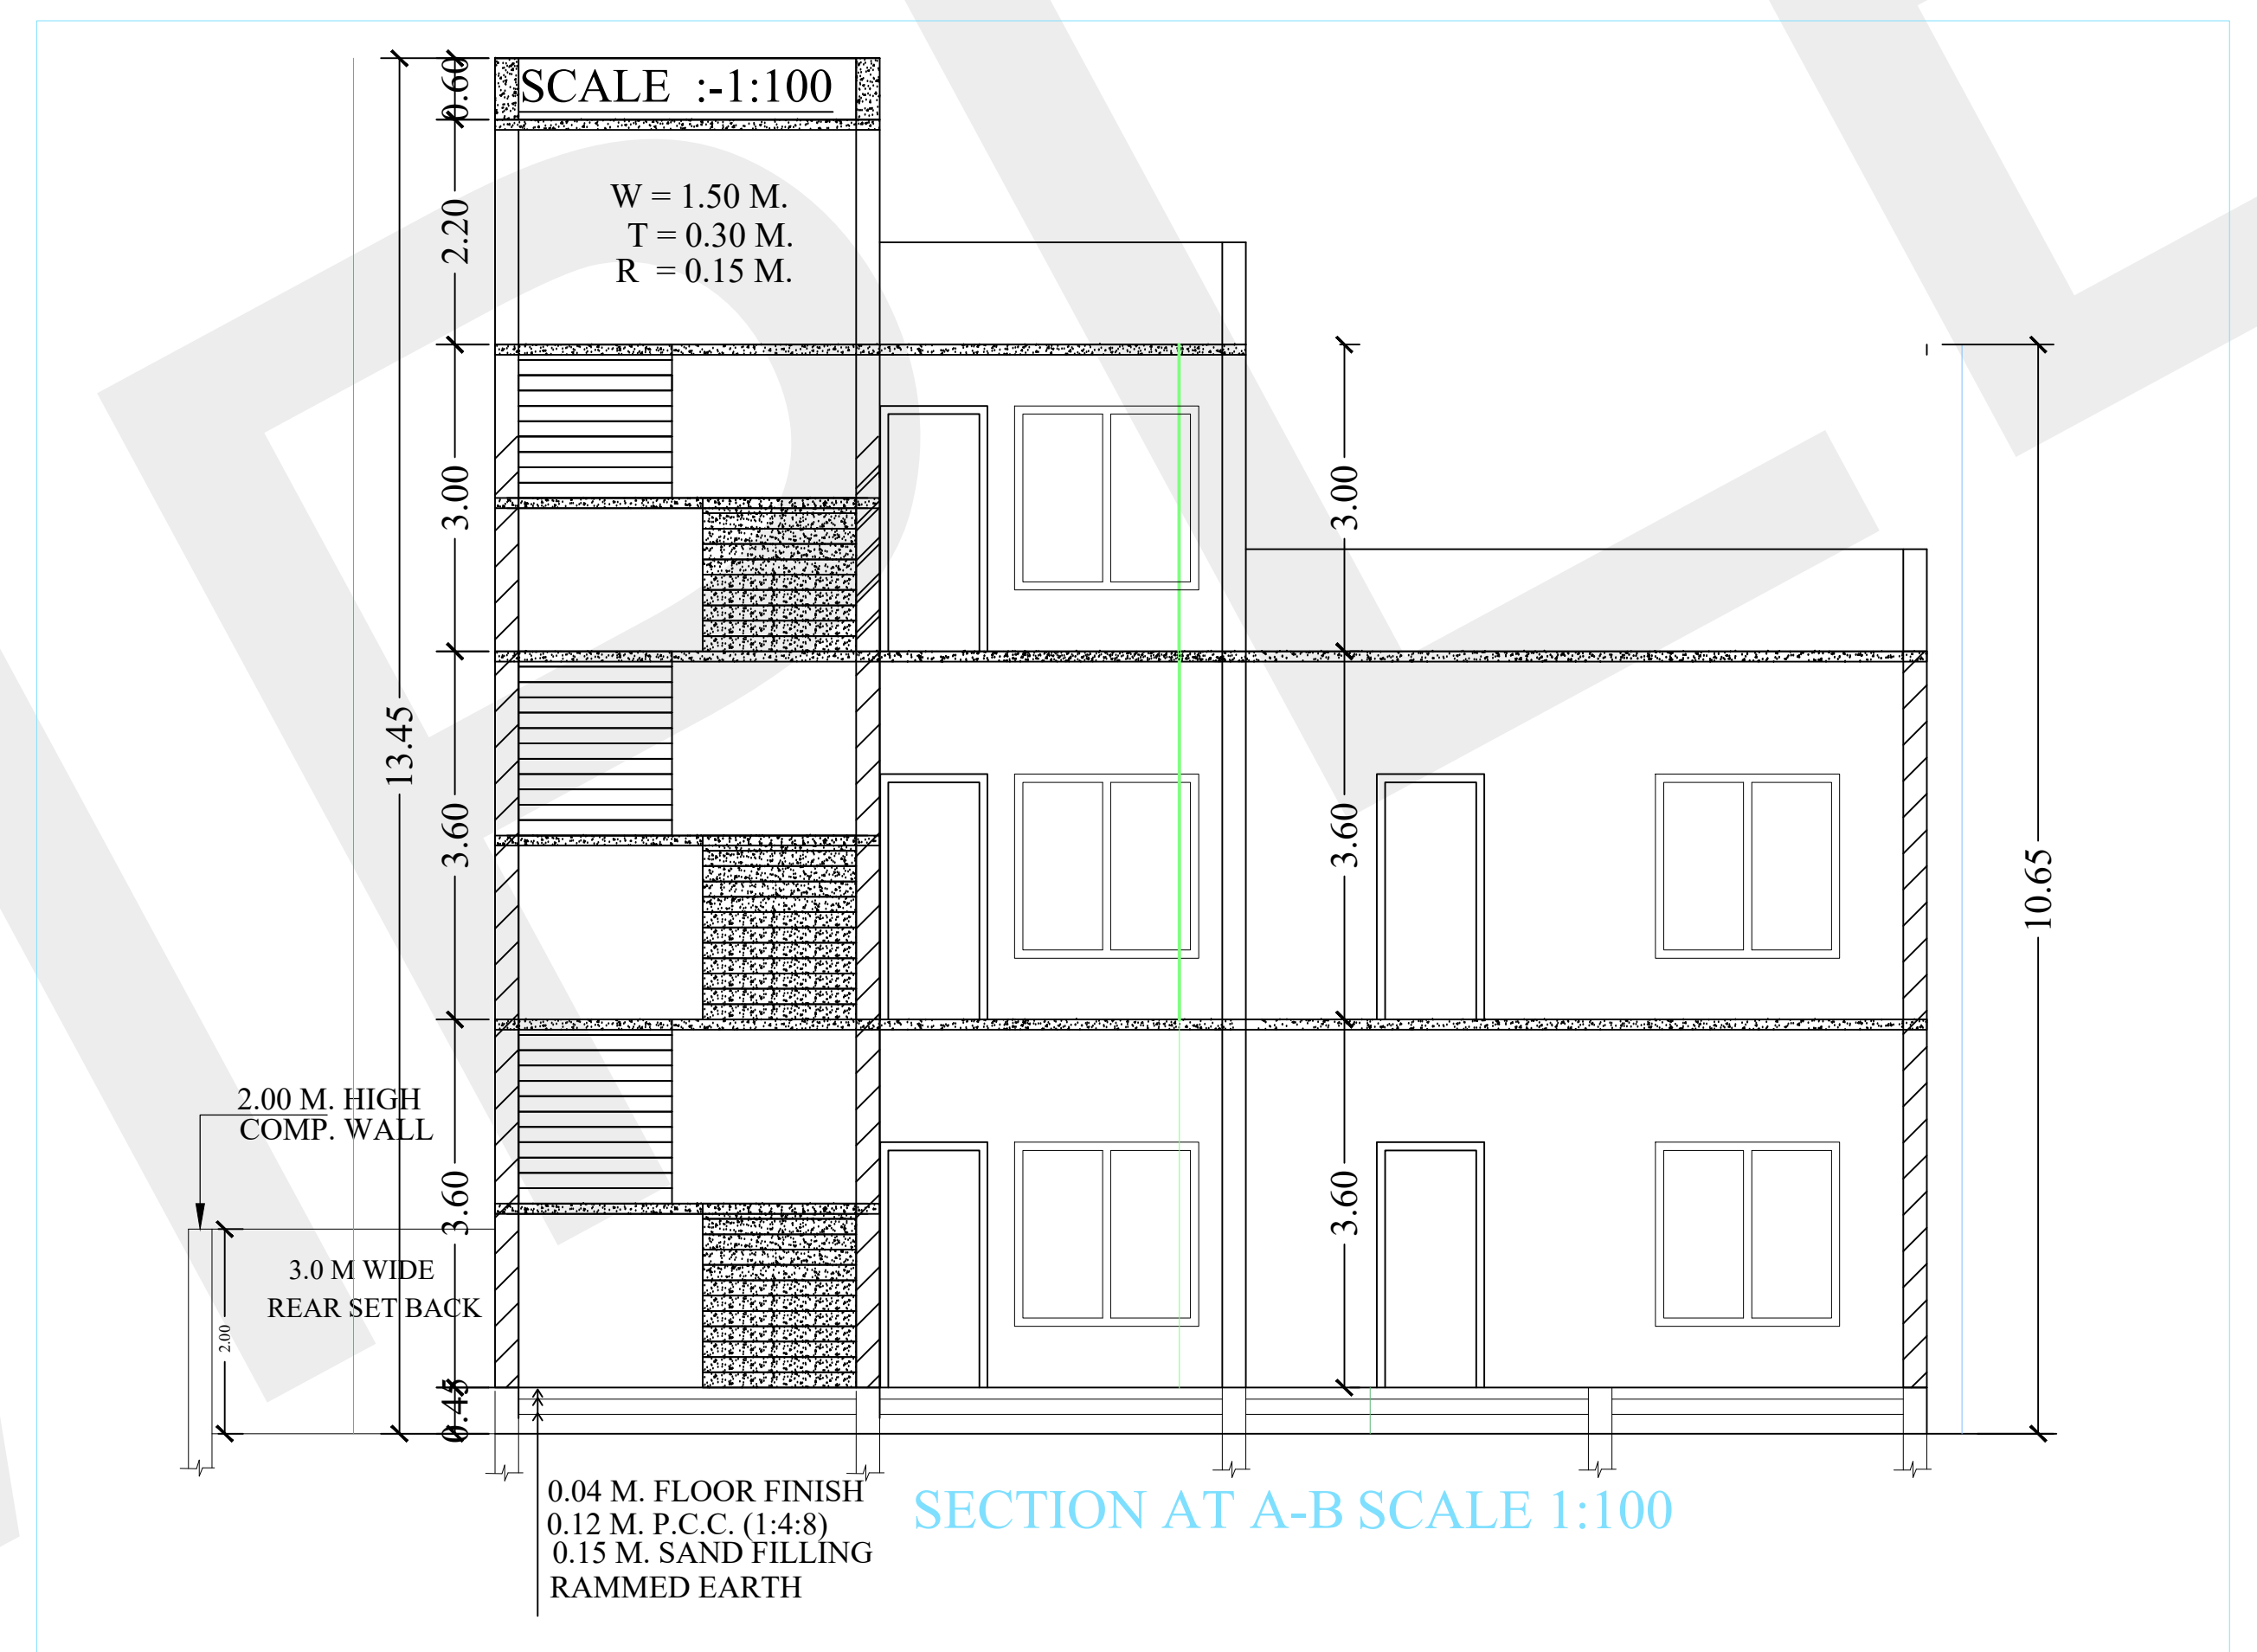 0.60
SCALE :-1:100
W = 1.50 M.
T = 0.30 M.
R = 0.15 M.
2.20
3.00
3.00
13.45
3.60
3.60
10.65
2.00 M. HIGH
COMP. WALL
3.60
3.60
3.0 M WIDE
REAR SET BACK
2.00
0.45
0.04 M. FLOOR FINISH
0.12 M. P.C.C. (1:4:8)
0.15 M. SAND FILLING
RAMMED EARTH
SECTION AT A-B SCALE 1:100